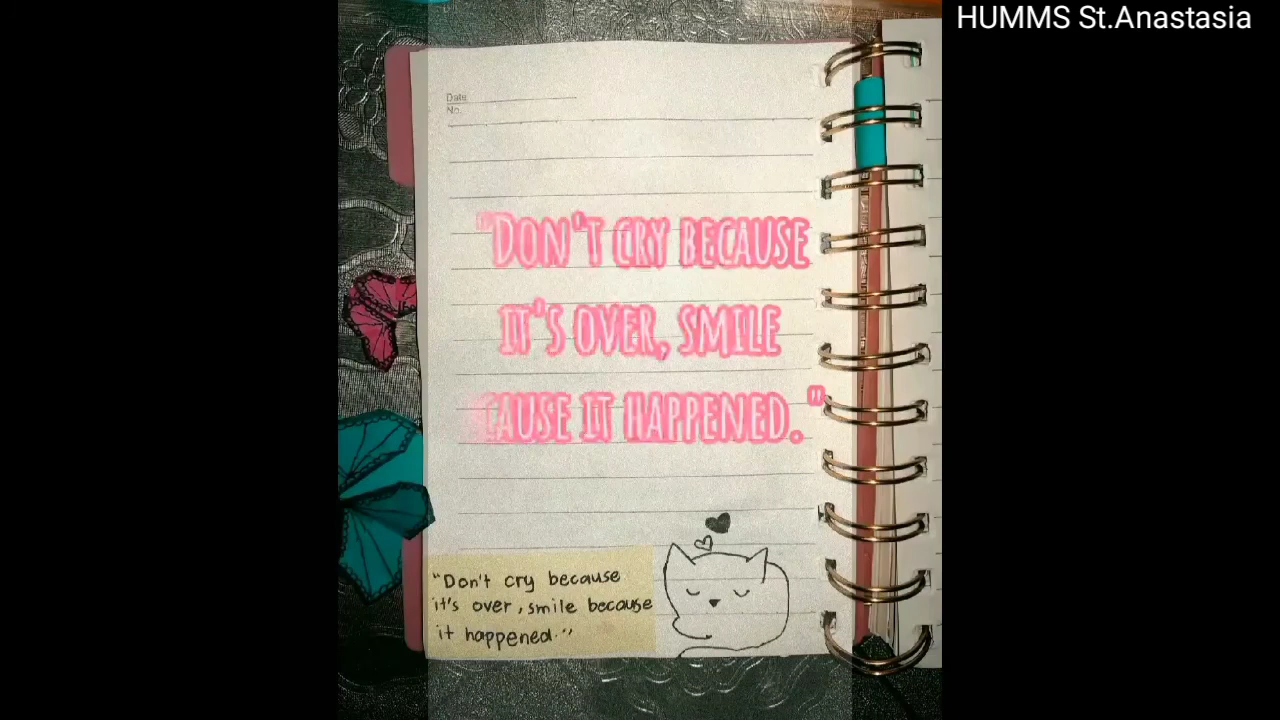 HUMMS St.Anastasia
Date
No.
"DON'T CRY BECAUSE
IT'S OVER, SMILE
CAUSE IT HAPPENED."
"Don't cry because
it's over, smile because
it happened."